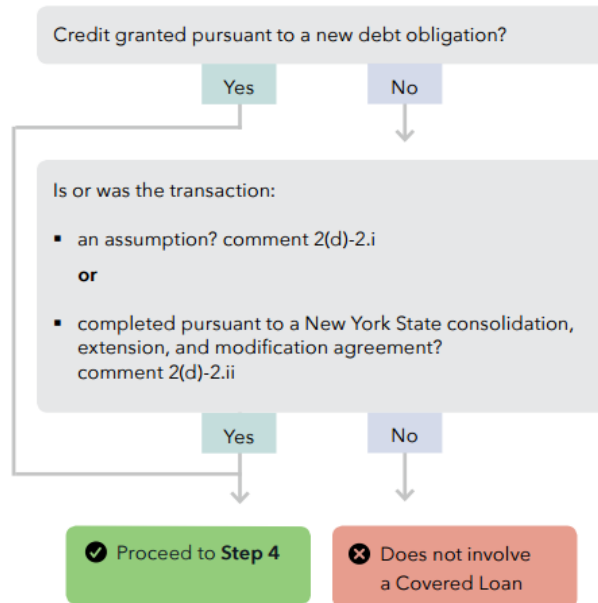 Credit granted pursuant to a new debt obligation?
Yes
No
Is or was the transaction:
▪ an assumption? comment 2(d)-2.i
or
▪ completed pursuant to a New York State consolidation,
extension, and modification agreement?
comment 2(d)-2.ii
Yes
No
Proceed to Step 4
Does not involve
a Covered Loan